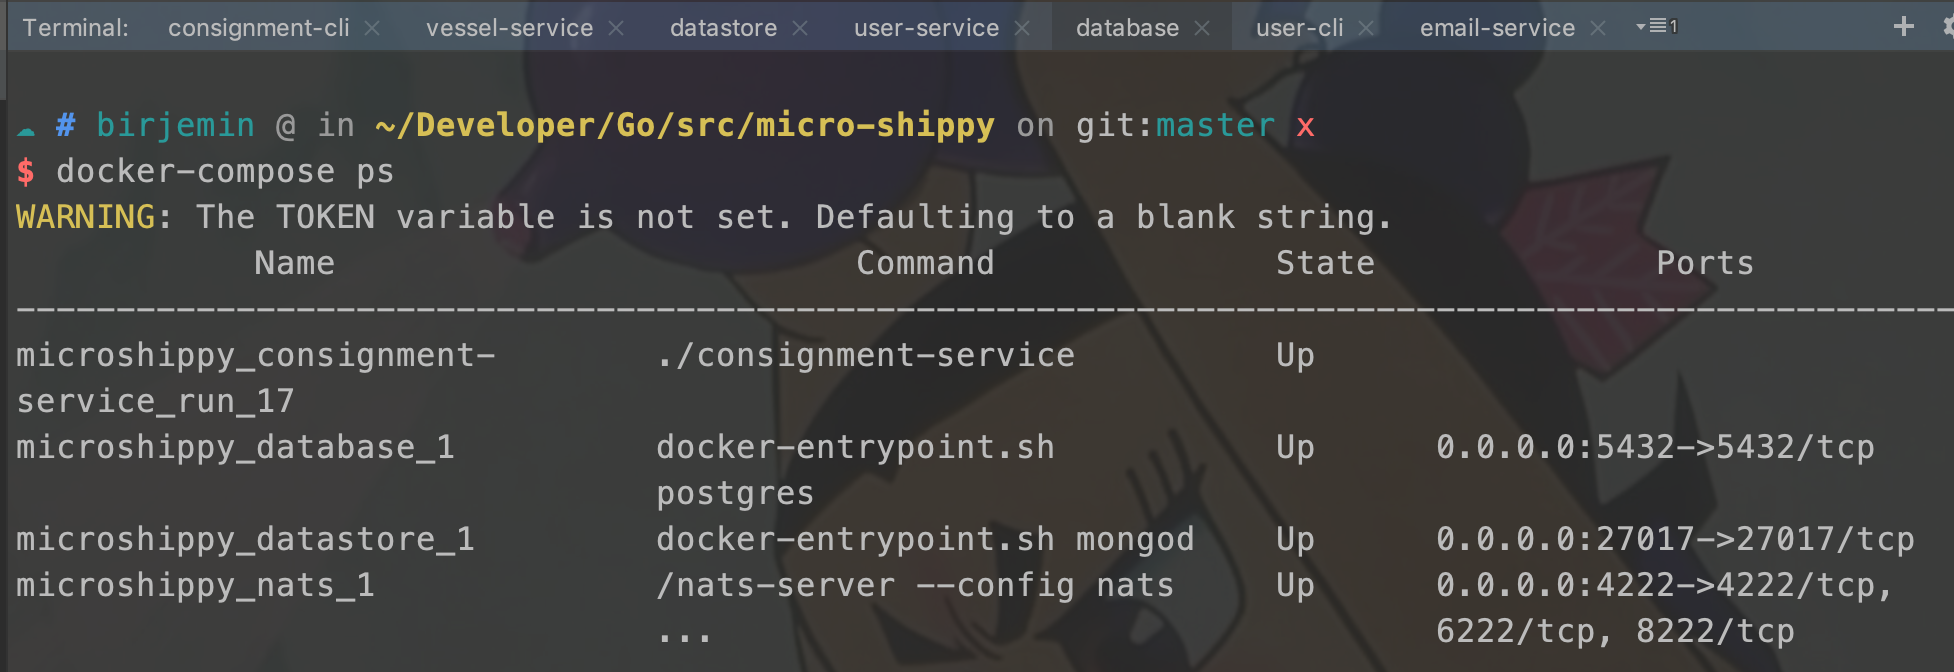 Terminal: consignment-cli × vessel-service × datastore × user-service × database × user-cli × email-service × 1 +
# birjemin @ in ~/Developer/Go/src/micro-shippy on git:master x
$ docker-compose ps
WARNING: The TOKEN variable is not set. Defaulting to a blank string.
Name Command State Ports
--------------------------------------------------------------------------------------------------
microshippy_consignment- ./consignment-service Up
service_run_17
microshippy_database_1 docker-entrypoint.sh Up 0.0.0.0:5432->5432/tcp
postgres
microshippy_datastore_1 docker-entrypoint.sh mongod Up 0.0.0.0:27017->27017/tcp
microshippy_nats_1 /nats-server --config nats Up 0.0.0.0:4222->4222/tcp,
... 6222/tcp, 8222/tcp